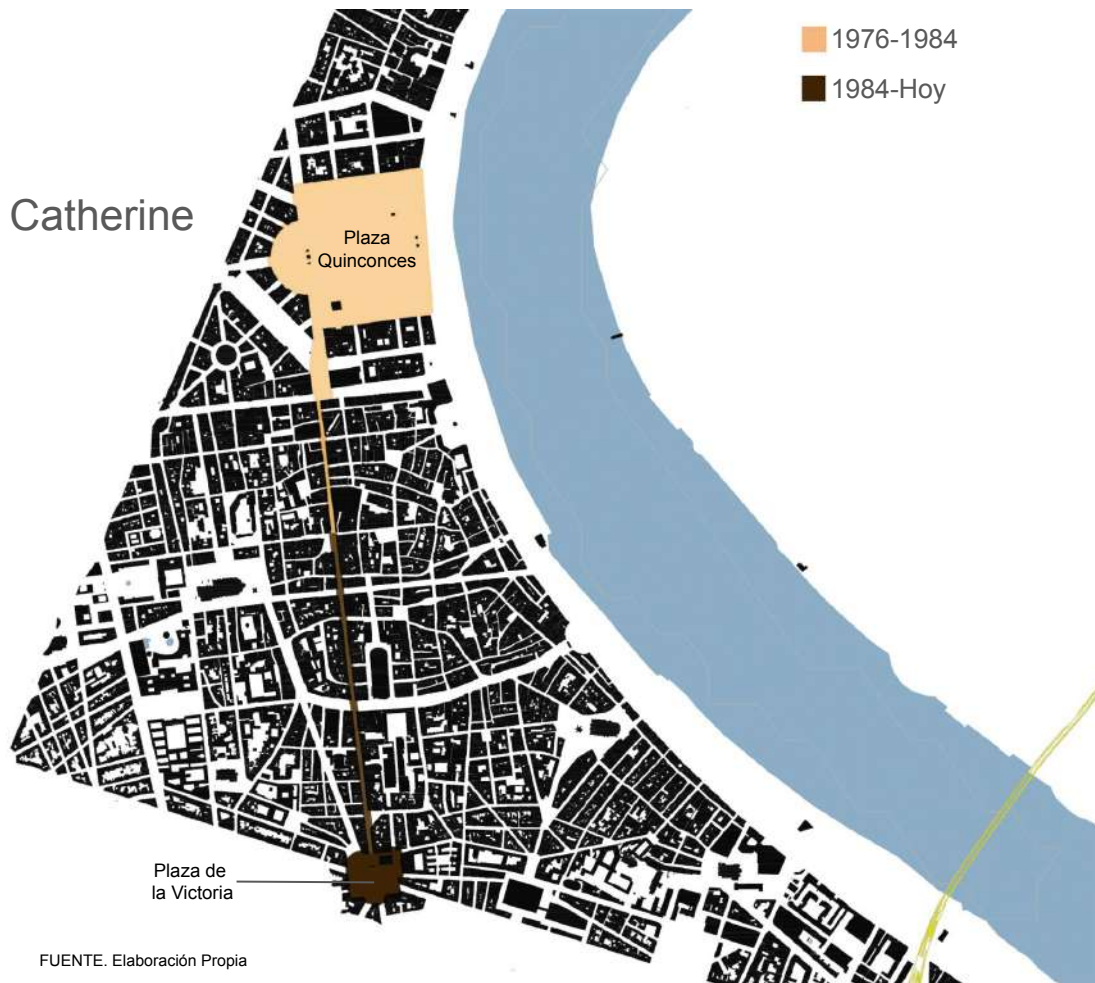 1976-1984
1984-Hoy
Catherine
Plaza
Quinconces
Plaza de
la Victoria
FUENTE. Elaboración Propia